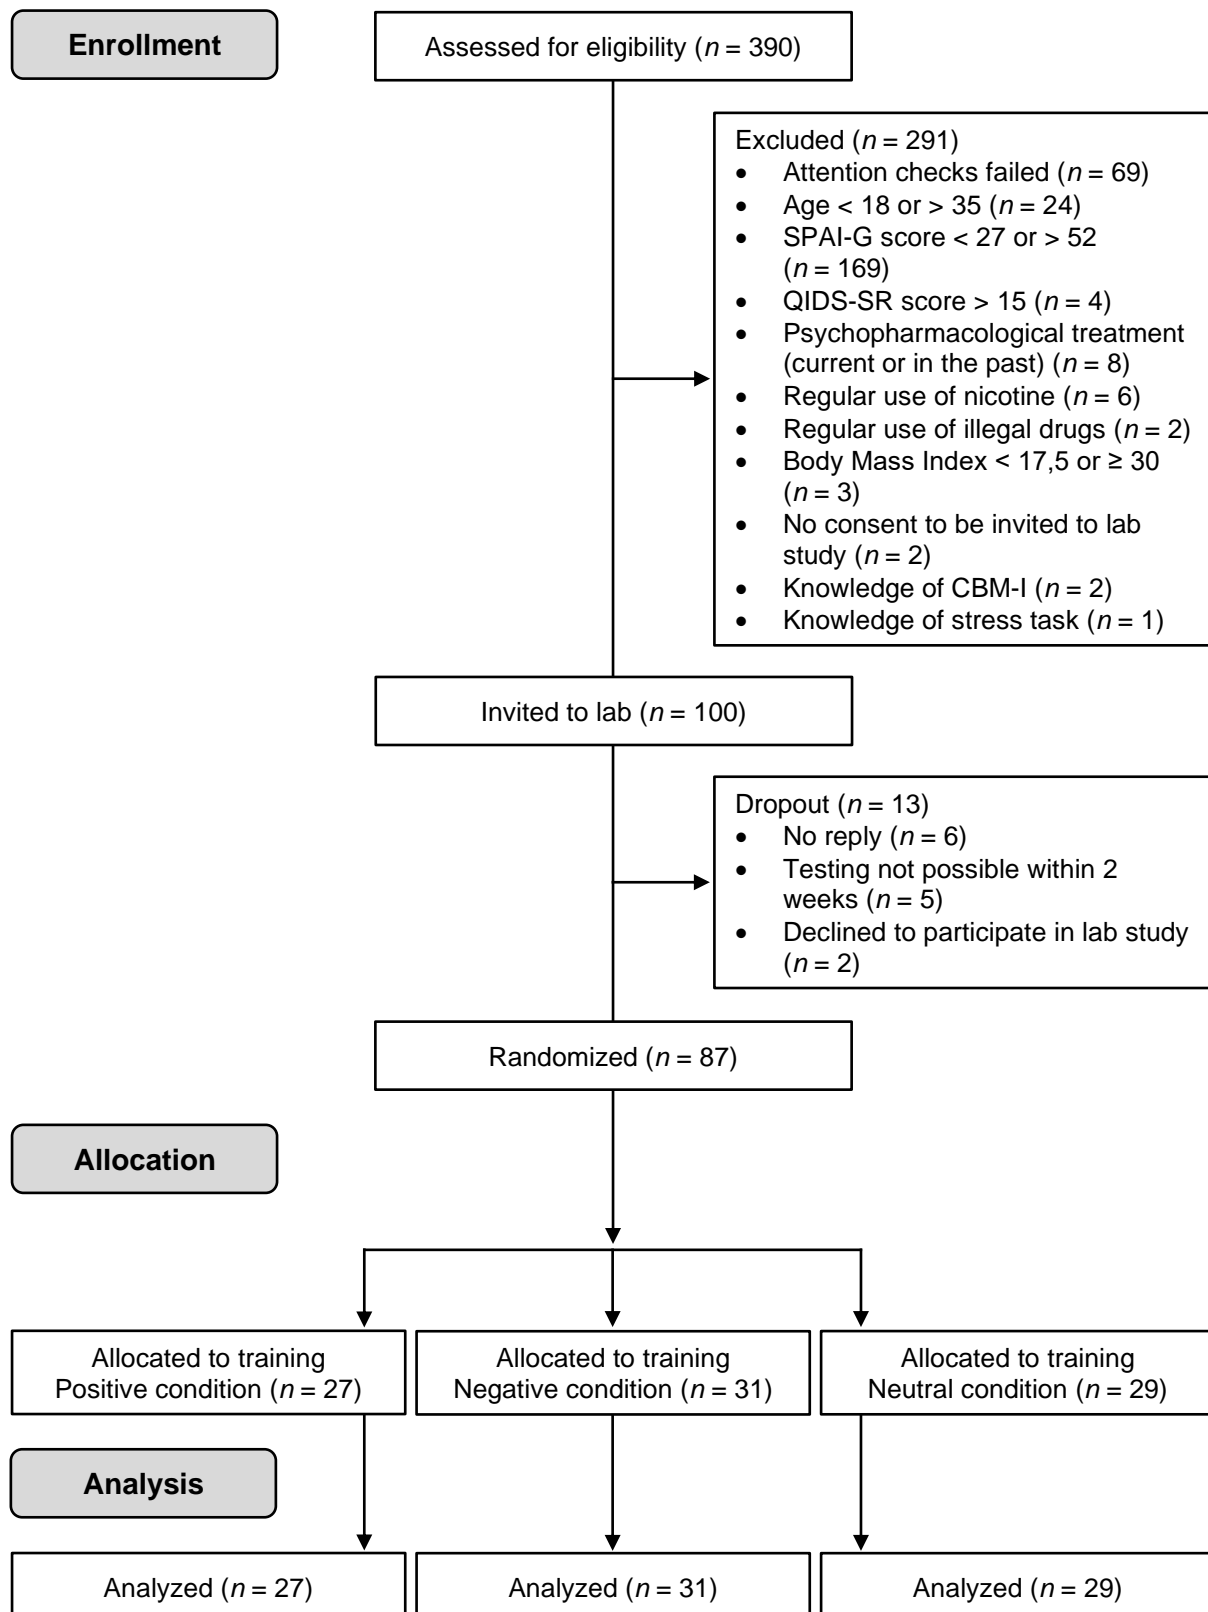 Enrollment
Assessed for eligibility (n = 390)
Excluded (n = 291)
• Attention checks failed (n = 69)
• Age < 18 or > 35 (n = 24)
• SPAI-G score < 27 or > 52
(n = 169)
• QIDS-SR score > 15 (n = 4)
• Psychopharmacological treatment
(current or in the past) (n = 8)
• Regular use of nicotine (n = 6)
• Regular use of illegal drugs (n = 2)
• Body Mass Index < 17,5 or ≥ 30
(n = 3)
• No consent to be invited to lab
study (n = 2)
• Knowledge of CBM-I (n = 2)
• Knowledge of stress task (n = 1)
Invited to lab (n = 100)
Dropout (n = 13)
• No reply (n = 6)
• Testing not possible within 2
weeks (n = 5)
• Declined to participate in lab study
(n = 2)
Randomized (n = 87)
Allocation
Allocated to training
Positive condition (n = 27)
Allocated to training
Negative condition (n = 31)
Allocated to training
Neutral condition (n = 29)
Analysis
Analyzed (n = 27)
Analyzed (n = 31)
Analyzed (n = 29)